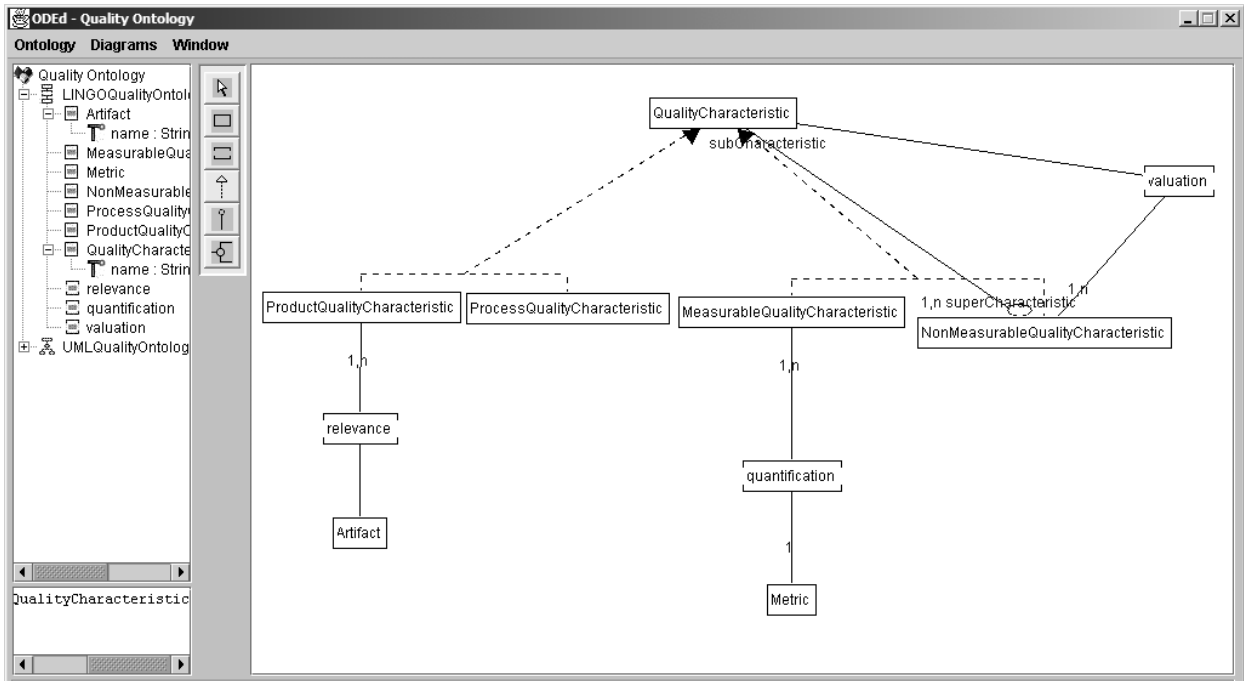 ODEd - Quality Ontology
Ontology Diagrams Window
Quality Ontology
LINGOQualityOntol
Artifact
name : Strin
MeasurableQua
Metric
NonMeasurable
ProcessQuality
ProductQualityC
QualityCharacte
name : Strin
relevance
quantification
valuation
UMLQualityOntolog
QualityCharacteristic
QualityCharacteristic
subCharacteristic
valuation
ProductQualityCharacteristic
ProcessQualityCharacteristic
MeasurableQualityCharacteristic
1,n superCharacteristic
1,n
NonMeasurableQualityCharacteristic
1,n
1,n
relevance
quantification
Artifact
1
Metric